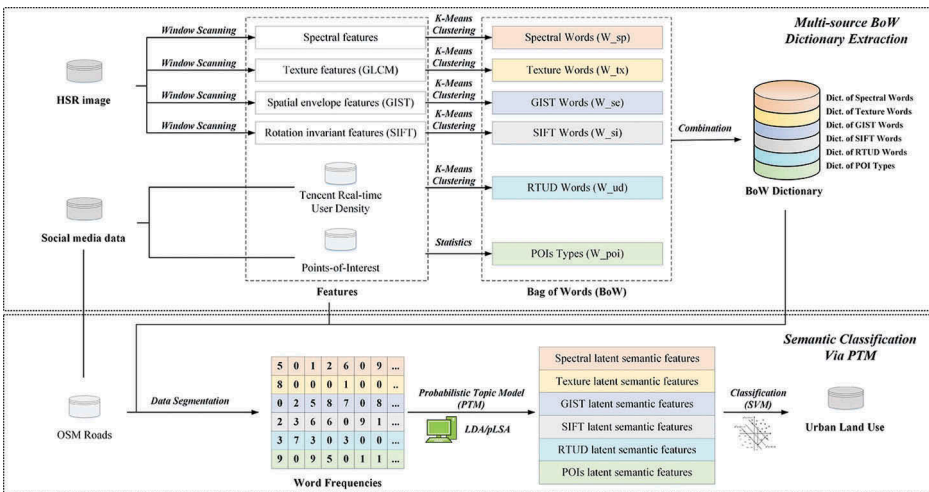 Multi-source BoW
Dictionary Extraction
HSR image
Window Scanning
Spectral features
K-Means
Clustering
Spectral Words (W_sp)
Window Scanning
Texture features (GLCM)
K-Means
Clustering
Texture Words (W_tx)
Window Scanning
Spatial envelope features (GIST)
K-Means
Clustering
GIST Words (W_se)
Window Scanning
Rotation invariant features (SIFT)
K-Means
Clustering
SIFT Words (W_si)
Combination
Dict. of Spectral Words
Dict. of Texture Words
Dict. of GIST Words
Dict. of SIFT Words
Dict. of RTUD Words
Dict. of POI Types
BoW Dictionary
Social media data
Tencent Real-time
User Density
K-Means
Clustering
RTUD Words (W_ud)
Points-of-Interest
Statistics
POIs Types (W_poi)
Features
Bag of Words (BoW)
Semantic Classification
Via PTM
OSM Roads
Data Segmentation
5 0 1 2 6 0 9 ...
8 0 0 0 1 0 0 ..
0 2 5 8 7 0 8 ...
2 3 6 6 0 9 1 ...
3 7 3 0 3 0 0 ...
9 0 9 5 0 1 1 ...
Word Frequencies
Probabilistic Topic Model
(PTM)
LDA/pLSA
Spectral latent semantic features
Texture latent semantic features
GIST latent semantic features
SIFT latent semantic features
RTUD latent semantic features
POIs latent semantic features
Classification
(SVM)
Urban Land Use